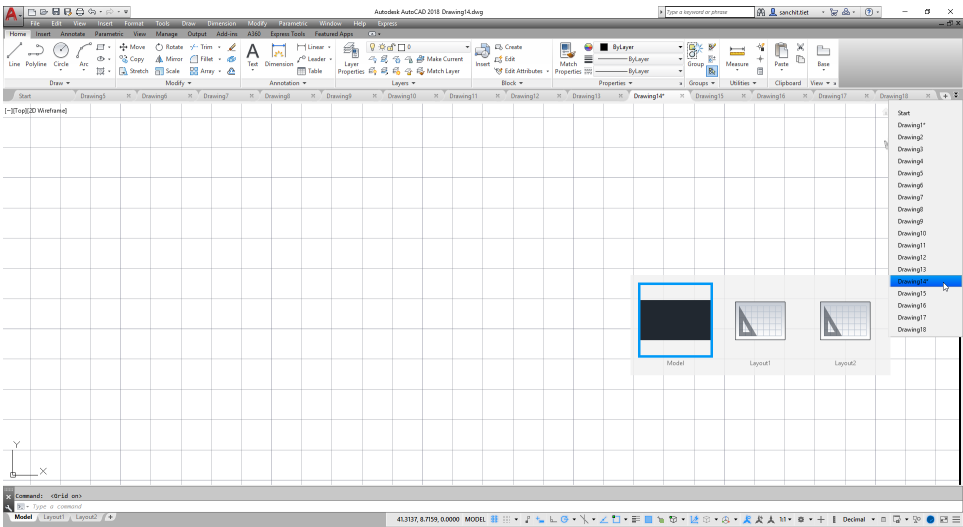 Autodesk AutoCAD 2018 Drawing14.dwg
Type a keyword or phrase
sanchit.tiet
File Edit View Insert Format Tools Draw Dimension Modify Parametric Window Help Express
Home Insert Annotate Parametric View Manage Output Add-ins A360 Express Tools Featured Apps
Move Rotate Trim Linear 0 Create ByLayer
Line Polyline Circle Arc Copy Mirror Fillet Text Dimension Leader Layer Properties Make Current Insert Edit Match Properties ByLayer Group Measure Paste Base
Stretch Scale Array Table Match Layer Edit Attributes ByLayer
Draw Modify Annotation Layers Block Properties Groups Utilities Clipboard View
Start Drawing5 Drawing6 Drawing7 Drawing8 Drawing9 Drawing10 Drawing11 Drawing12 Drawing13 Drawing14* Drawing15 Drawing16 Drawing17 Drawing18
[−][Top][2D Wireframe]
Start
Drawing1*
Drawing2
Drawing3
Drawing4
Drawing5
Drawing6
Drawing7
Drawing8
Drawing9
Drawing10
Drawing11
Drawing12
Drawing13
Drawing14*
Drawing15
Drawing16
Drawing17
Drawing18
Model Layout1 Layout2
Y
X
Command: <Grid on>
Type a command
Model Layout1 Layout2
41.3137, 8.7159, 0.0000 MODEL 1:1 Decimal